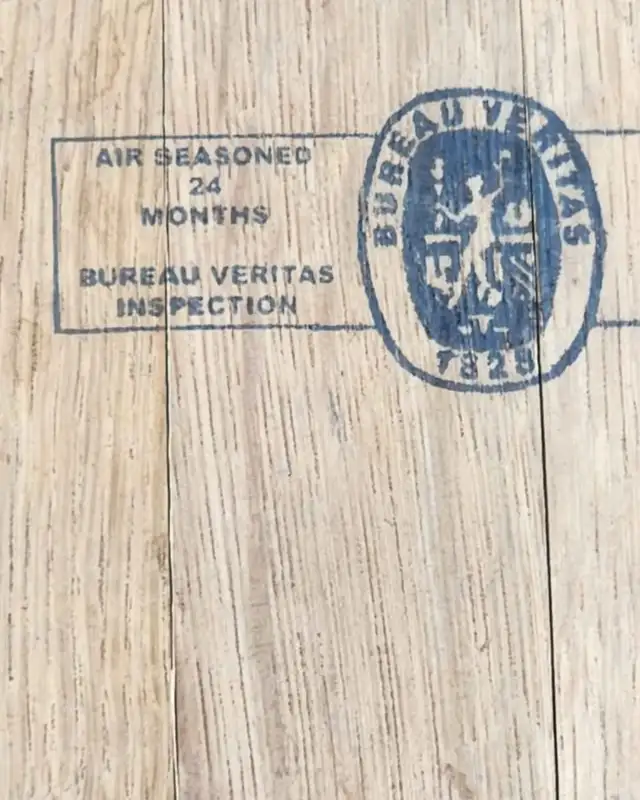 AIR SEASONED
24
MONTHS
BUREAU VERITAS
INSPECTION
BUREAU VERITAS
1828